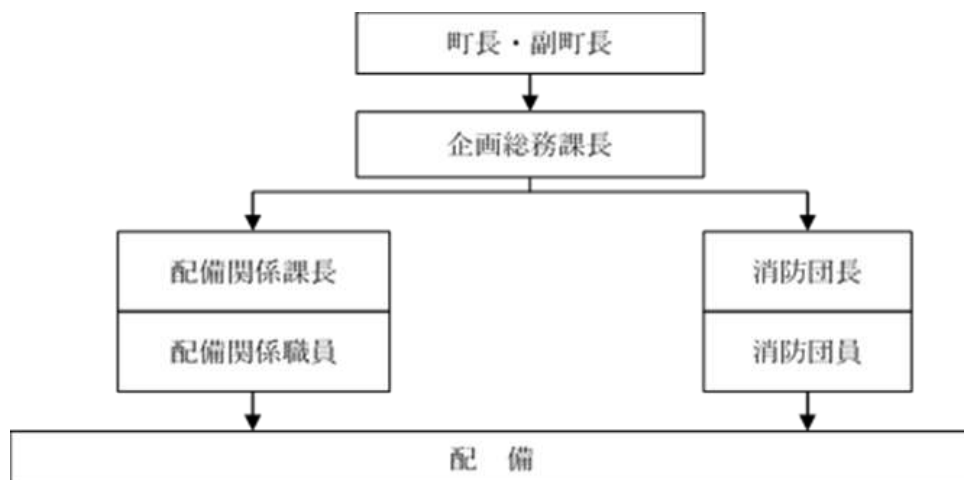 町長・副町長
企画総務課長
配備関係課長
消防団長
配備関係職員
消防団員
配　備